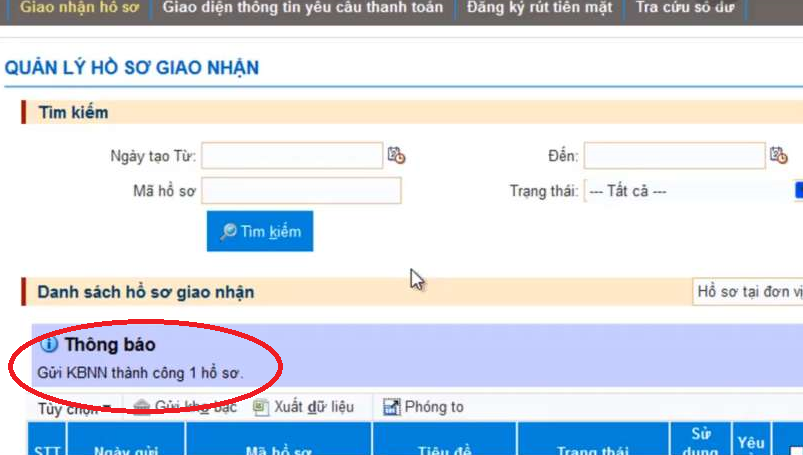 Giao nhận hồ sơ Giao diện thông tin yêu cầu thanh toán Đăng ký rút tiền mặt Tra cứu số dư
QUẢN LÝ HỒ SƠ GIAO NHẬN
Tìm kiếm
Ngày tạo Từ: Đến:
Mã hồ sơ Trạng thái: --- Tất cả ---
Tìm kiếm
Danh sách hồ sơ giao nhận Hồ sơ tại đơn vị
Thông báo
Gửi KBNN thành công 1 hồ sơ.
Tùy chọn Gửi kho bạc Xuất dữ liệu Phóng to
STT Ngày gửi Mã hồ sơ Tiêu đề Trạng thái Sử dụng Yêu